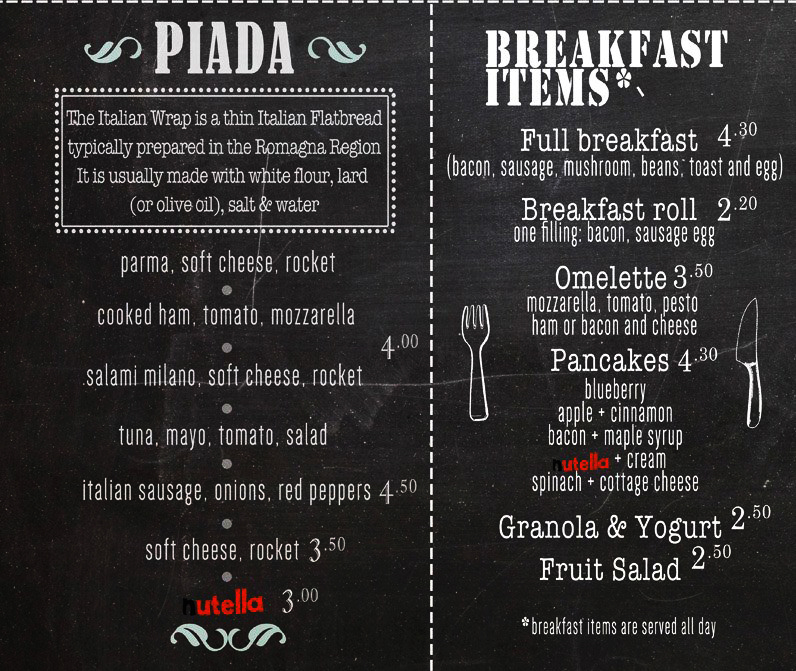 PIADA
The Italian Wrap is a thin Italian Flatbread
typically prepared in the Romagna Region
It is usually made with white flour, lard
(or olive oil), salt & water
parma, soft cheese, rocket
cooked ham, tomato, mozzarella
4.00
salami milano, soft cheese, rocket
tuna, mayo, tomato, salad
italian sausage, onions, red peppers 4.50
soft cheese, rocket 3.50
nutella 3.00
BREAKFAST
ITEMS*
Full breakfast 4.30
(bacon, sausage, mushroom, beans, toast and egg)
Breakfast roll 2.20
one filling: bacon, sausage egg
Omelette 3.50
mozzarella, tomato, pesto
ham or bacon and cheese
Pancakes 4.30
blueberry
apple + cinnamon
bacon + maple syrup
nutella + cream
spinach + cottage cheese
Granola & Yogurt 2.50
Fruit Salad 2.50
*breakfast items are served all day